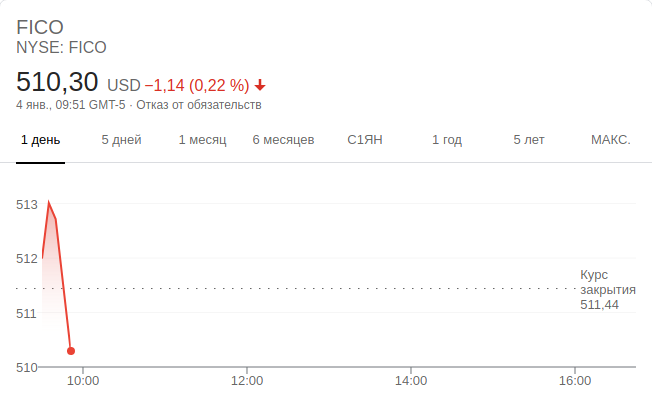 FICO
NYSE: FICO
510,30 USD −1,14 (0,22 %)
4 янв., 09:51 GMT-5 · Отказ от обязательств
1 день 5 дней 1 месяц 6 месяцев С1ЯН 1 год 5 лет МАКС.
513
512
Курс
закрытия
511,44
511
510
10:00 12:00 14:00 16:00